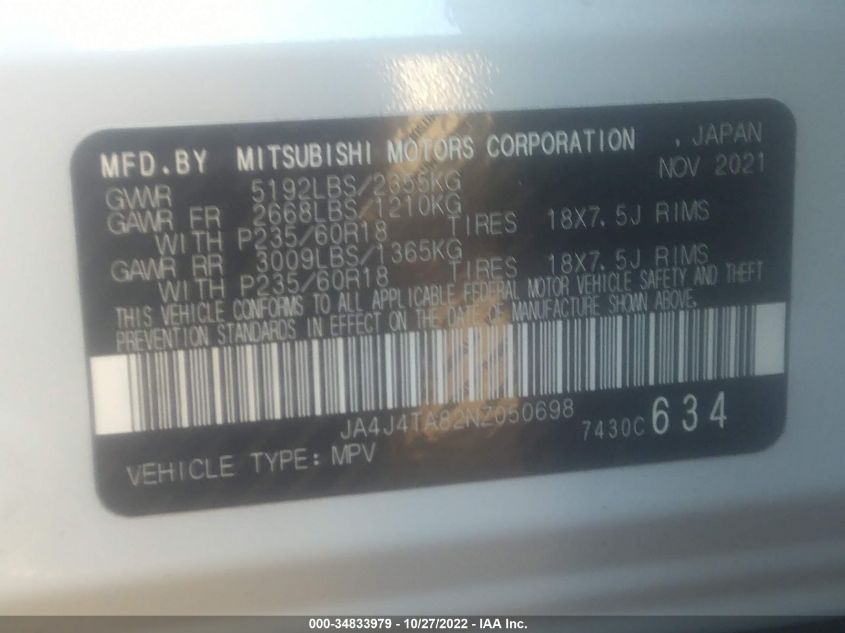 MFD.BY MITSUBISHI MOTORS CORPORATION , JAPAN
NOV 2021
GVWR 5192LBS/2355KG
GAWR FR 2668LBS/1210KG
WITH P235/60R18 TIRES 18X7.5J RIMS
GAWR RR 3009LBS/1365KG
WITH P235/60R18 TIRES 18X7.5J RIMS
THIS VEHICLE CONFORMS TO ALL APPLICABLE FEDERAL MOTOR VEHICLE SAFETY AND THEFT
PREVENTION STANDARDS IN EFFECT ON THE DATE OF MANUFACTURE SHOWN ABOVE.
JA4J4TA82NZ050698
7430C 634
VEHICLE TYPE: MPV
000-34833979 - 10/27/2022 - IAA Inc.